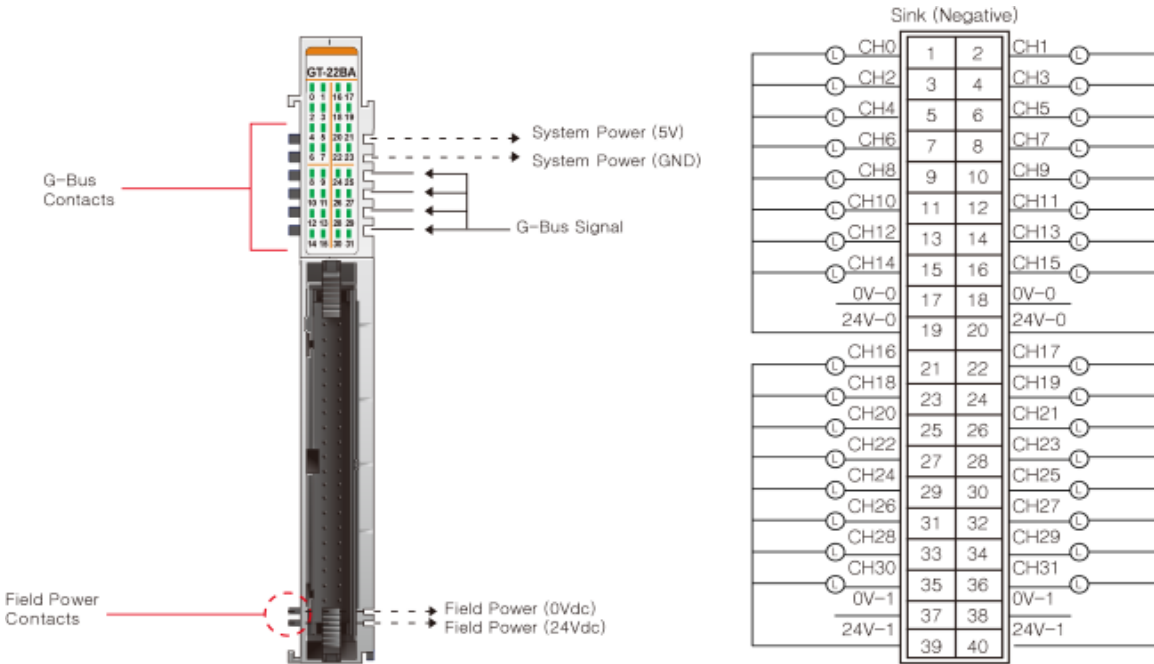 GT-22BA
0 1 16 17
2 3 18 19
4 5 20 21
6 7 22 23
8 9 24 25
10 11 26 27
12 13 28 29
14 15 30 31
G-Bus
Contacts
System Power (5V)
System Power (GND)
G-Bus Signal
Field Power
Contacts
Field Power (0Vdc)
Field Power (24Vdc)
Sink (Negative)
CH0 1 2 CH1
L L
CH2 3 4 CH3
L L
CH4 5 6 CH5
L L
CH6 7 8 CH7
L L
CH8 9 10 CH9
L L
CH10 11 12 CH11
L L
CH12 13 14 CH13
L L
CH14 15 16 CH15
L L
0V-0 17 18 0V-0
24V-0 19 20 24V-0
CH16 21 22 CH17
L L
CH18 23 24 CH19
L L
CH20 25 26 CH21
L L
CH22 27 28 CH23
L L
CH24 29 30 CH25
L L
CH26 31 32 CH27
L L
CH28 33 34 CH29
L L
CH30 35 36 CH31
L L
0V-1 37 38 0V-1
24V-1 39 40 24V-1